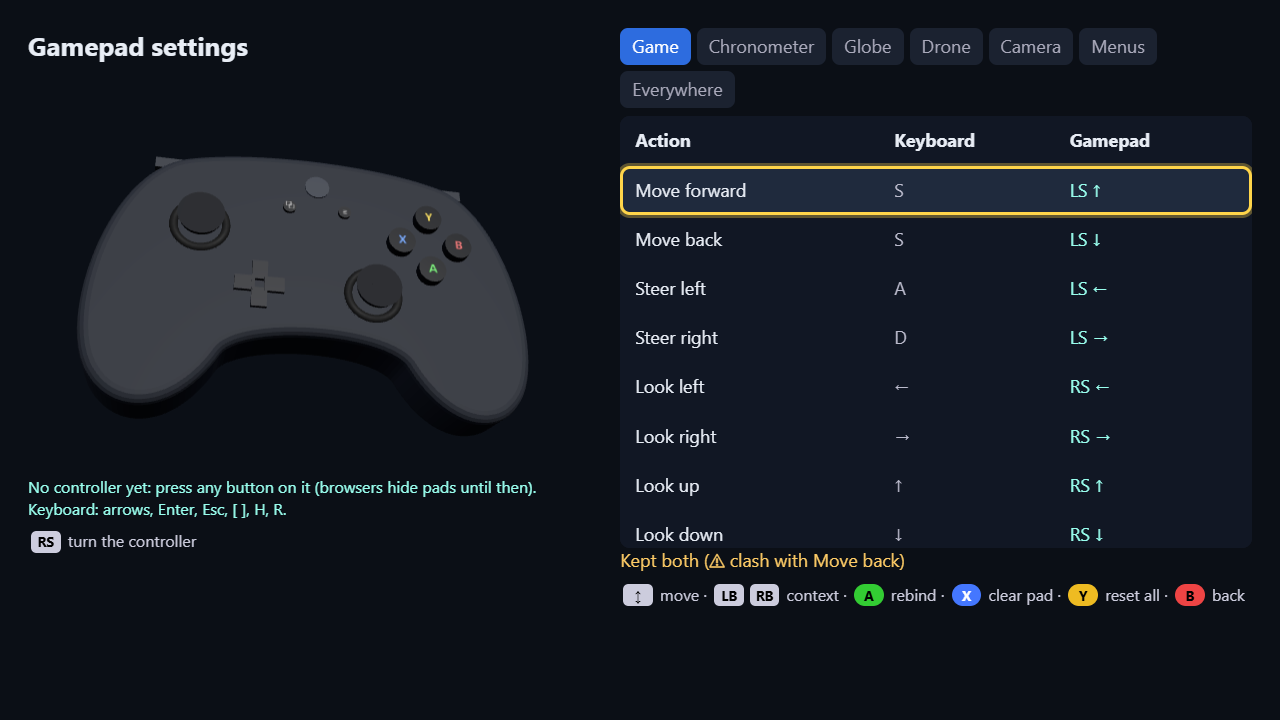 Gamepad settings
Game Chronometer Globe Drone Camera Menus
Everywhere
Action Keyboard Gamepad
Move forward S LS ↑
Move back S LS ↓
Steer left A LS ←
Steer right D LS →
Look left ← RS ←
Look right → RS →
Look up ↑ RS ↑
Look down ↓ RS ↓
Y
X B
A
No controller yet: press any button on it (browsers hide pads until then).
Keyboard: arrows, Enter, Esc, [ ], H, R.
RS turn the controller
Kept both (⚠ clash with Move back)
↕ move · LB RB context · A rebind · X clear pad · Y reset all · B back